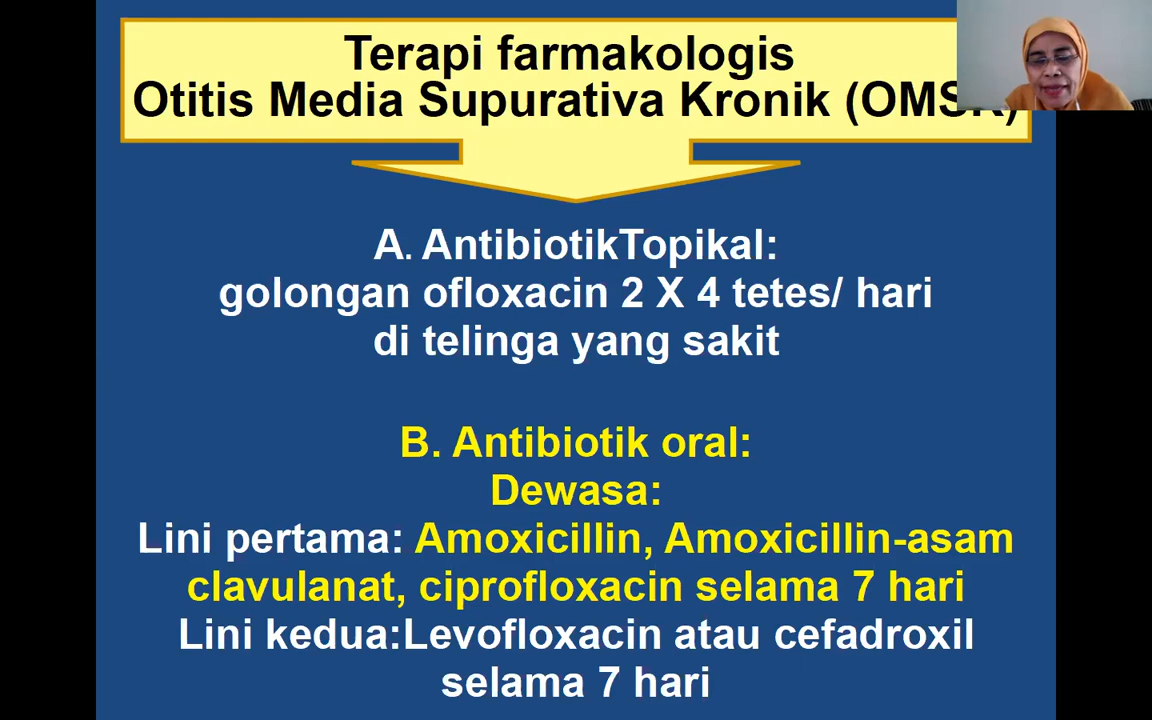 Terapi farmakologis
Otitis Media Supurativa Kronik (OMSK)
A. AntibiotikTopikal:
golongan ofloxacin 2 X 4 tetes/ hari
di telinga yang sakit
B. Antibiotik oral:
Dewasa:
Lini pertama: Amoxicillin, Amoxicillin-asam
clavulanat, ciprofloxacin selama 7 hari
Lini kedua:Levofloxacin atau cefadroxil
selama 7 hari